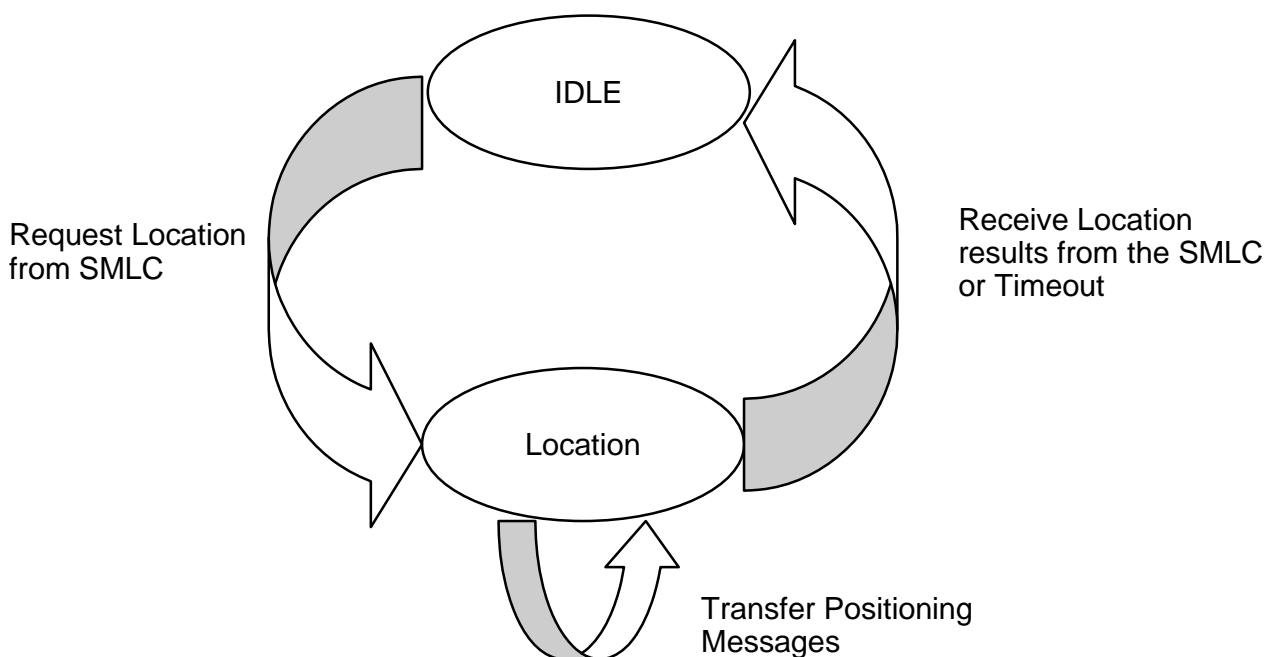 IDLE
Request Location
from SMLC
Receive Location
results from the SMLC
or Timeout
Location
Transfer Positioning
Messages